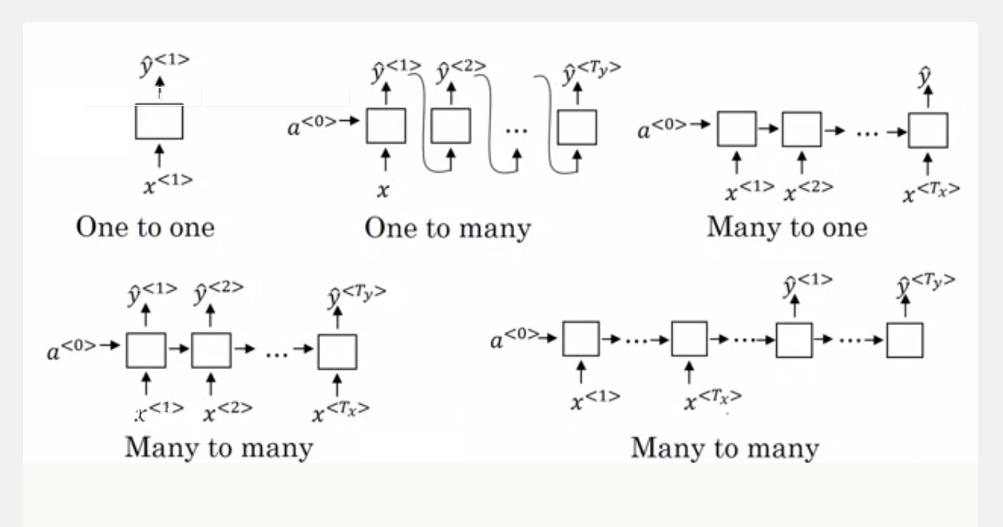 ŷ<1>
x<1>
One to one
ŷ<1> ŷ<2> ŷ<Ty>
a<0> ...
x
One to many
ŷ
a<0> ...
x<1> x<2> x<Tx>
Many to one
ŷ<1> ŷ<2> ŷ<Ty>
a<0> ...
x<1> x<2> x<Tx>
Many to many
ŷ<1> ŷ<Ty>
a<0> ... ... ...
x<1> x<Tx>
Many to many